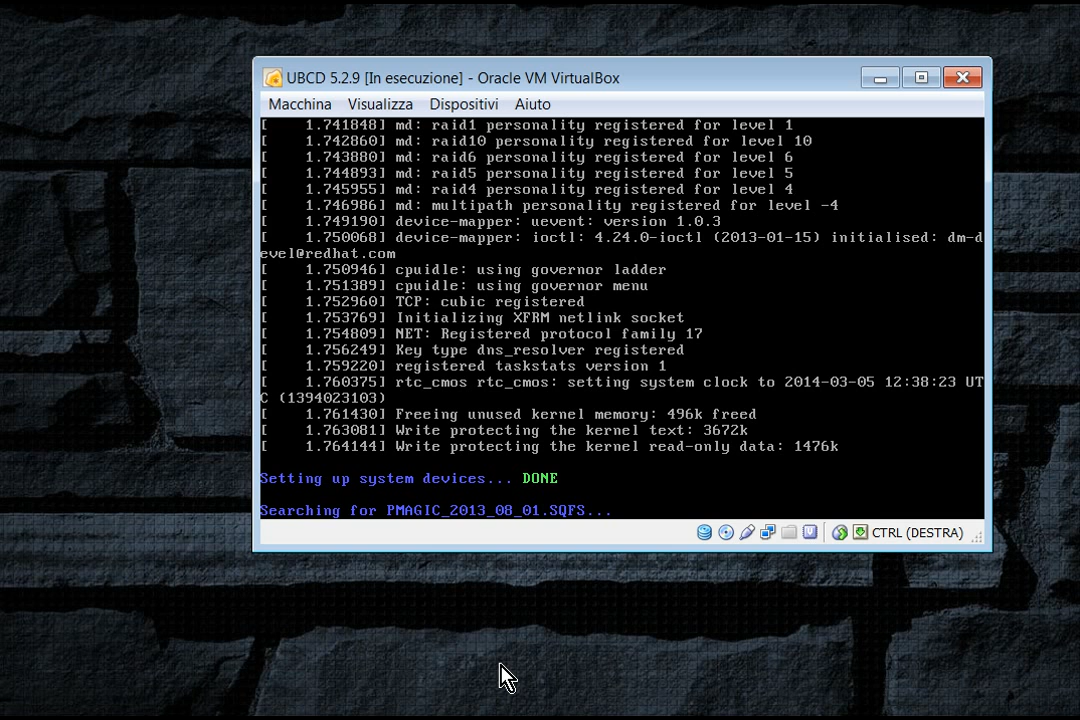 UBCD 5.2.9 [In esecuzione] - Oracle VM VirtualBox
Macchina Visualizza Dispositivi Aiuto
[ 1.741848] md: raid1 personality registered for level 1
[ 1.742860] md: raid10 personality registered for level 10
[ 1.743880] md: raid6 personality registered for level 6
[ 1.744893] md: raid5 personality registered for level 5
[ 1.745955] md: raid4 personality registered for level 4
[ 1.746986] md: multipath personality registered for level -4
[ 1.749190] device-mapper: uevent: version 1.0.3
[ 1.750068] device-mapper: ioctl: 4.24.0-ioctl (2013-01-15) initialised: dm-d
evel@redhat.com
[ 1.750946] cpuidle: using governor ladder
[ 1.751389] cpuidle: using governor menu
[ 1.752960] TCP: cubic registered
[ 1.753769] Initializing XFRM netlink socket
[ 1.754809] NET: Registered protocol family 17
[ 1.756249] Key type dns_resolver registered
[ 1.759220] registered taskstats version 1
[ 1.760375] rtc_cmos rtc_cmos: setting system clock to 2014-03-05 12:38:23 UT
C (1394023103)
[ 1.761430] Freeing unused kernel memory: 496k freed
[ 1.763081] Write protecting the kernel text: 3672k
[ 1.764144] Write protecting the kernel read-only data: 1476k
Setting up system devices... DONE
Searching for PMAGIC_2013_08_01.SQFS...
CTRL (DESTRA)